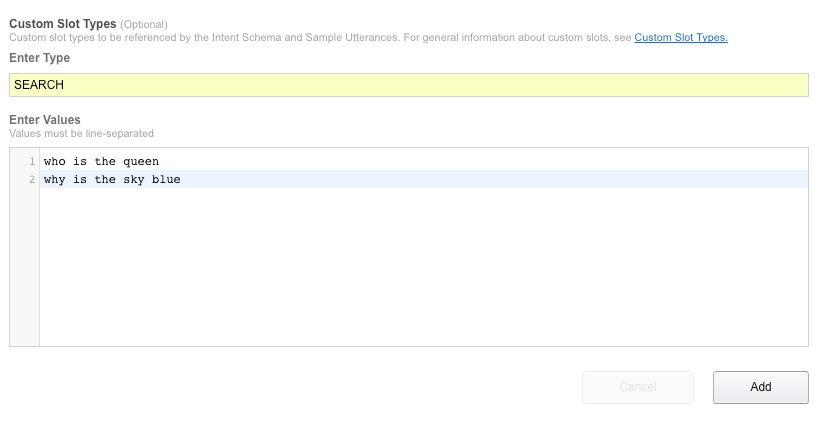 Custom Slot Types (Optional)
Custom slot types to be referenced by the Intent Schema and Sample Utterances. For general information about custom slots, see Custom Slot Types.
Enter Type
SEARCH
Enter Values
Values must be line-separated
1 who is the queen
2 why is the sky blue
Cancel Add